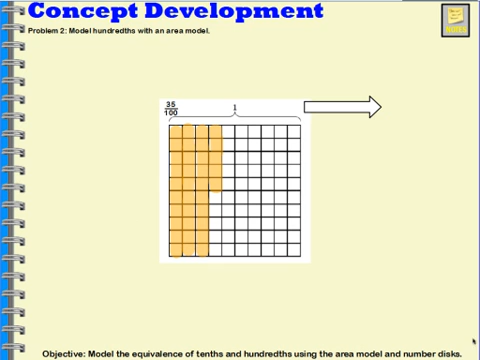 Concept Development
NOTES
Problem 2: Model hundredths with an area model.
35
100
1
Objective: Model the equivalence of tenths and hundredths using the area model and number disks.